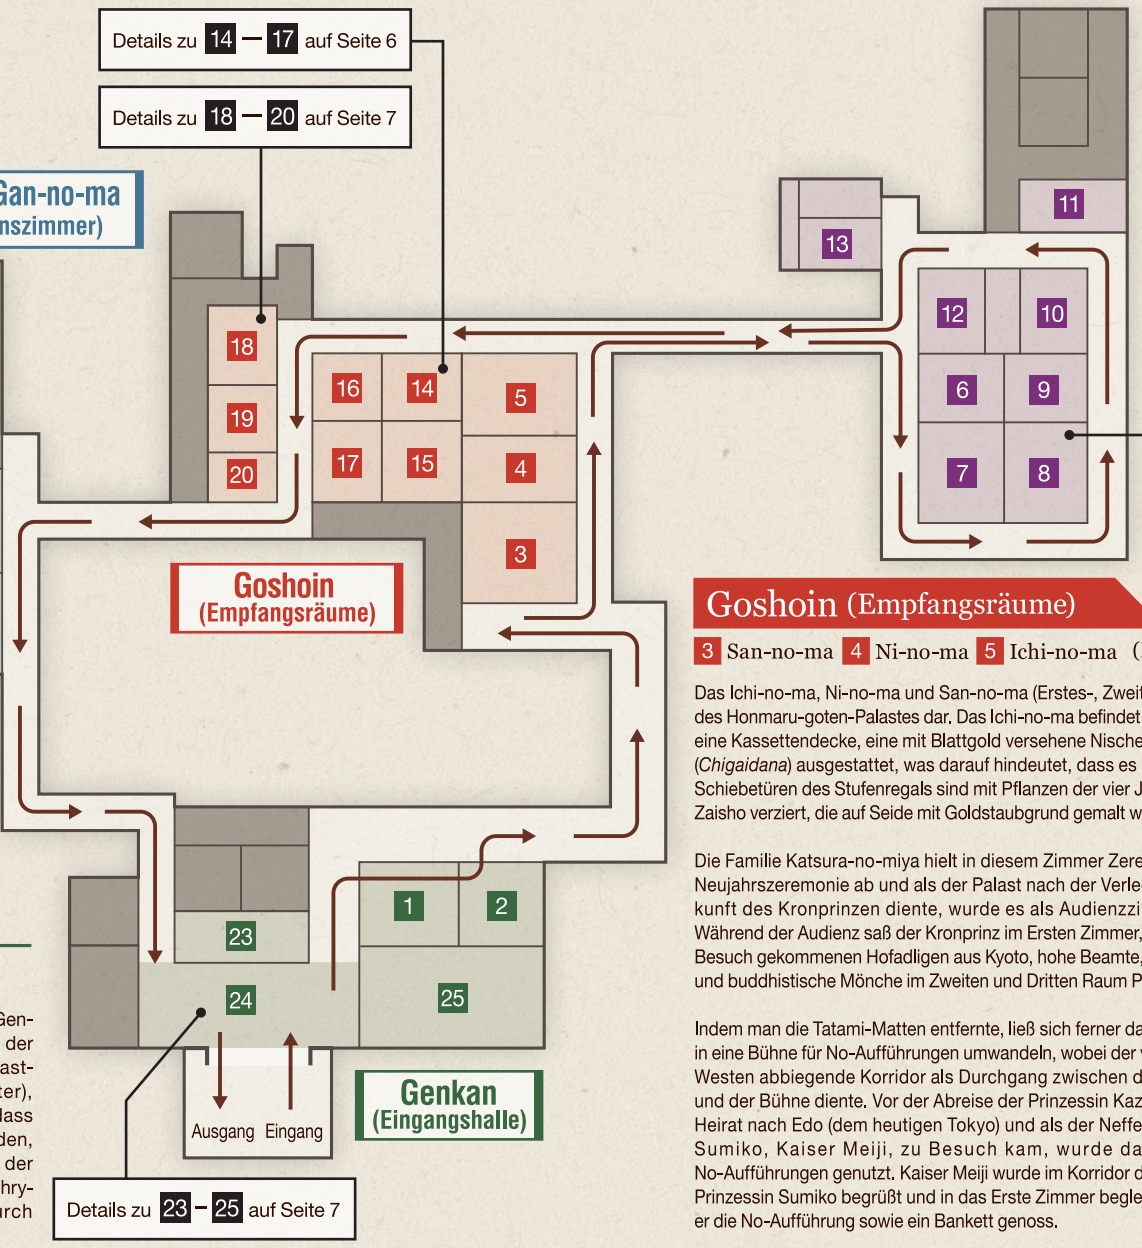 Details zu 14 — 17 auf Seite 6
Details zu 18 — 20 auf Seite 7
Gan-no-ma
nszimmer)
11
13
12
10
18
16
14
5
6
9
19
17
15
4
7
8
20
3
Goshoin
(Empfangsräume)
Goshoin (Empfangsräume)
3 San-no-ma 4 Ni-no-ma 5 Ichi-no-ma (
Das Ichi-no-ma, Ni-no-ma und San-no-ma (Erstes-, Zweit
des Honmaru-goten-Palastes dar. Das Ichi-no-ma befindet
eine Kassettendecke, eine mit Blattgold versehene Nische
(Chigaidana) ausgestattet, was darauf hindeutet, dass es
Schiebetüren des Stufenregals sind mit Pflanzen der vier J
Zaisho verziert, die auf Seide mit Goldstaubgrund gemalt w
Die Familie Katsura-no-miya hielt in diesem Zimmer Zere
Neujahrszeremonie ab und als der Palast nach der Verle
kunft des Kronprinzen diente, wurde es als Audienzzi
Während der Audienz saß der Kronprinz im Ersten Zimmer,
Besuch gekommenen Hofadligen aus Kyoto, hohe Beamte,
und buddhistische Mönche im Zweiten und Dritten Raum P
Indem man die Tatami-Matten entfernte, ließ sich ferner da
in eine Bühne für No-Aufführungen umwandeln, wobei der
Westen abbiegende Korridor als Durchgang zwischen d
und der Bühne diente. Vor der Abreise der Prinzessin Kaz
Heirat nach Edo (dem heutigen Tokyo) und als der Neffe
Sumiko, Kaiser Meiji, zu Besuch kam, wurde da
No-Aufführungen genutzt. Kaiser Meiji wurde im Korridor d
Prinzessin Sumiko begrüßt und in das Erste Zimmer begle
er die No-Aufführung sowie ein Bankett genoss.
1
2
23
24
25
Gen-
der
ast-
ter),
lass
den,
der
hry-
urch
Ausgang Eingang
Genkan
(Eingangshalle)
Details zu 23 – 25 auf Seite 7